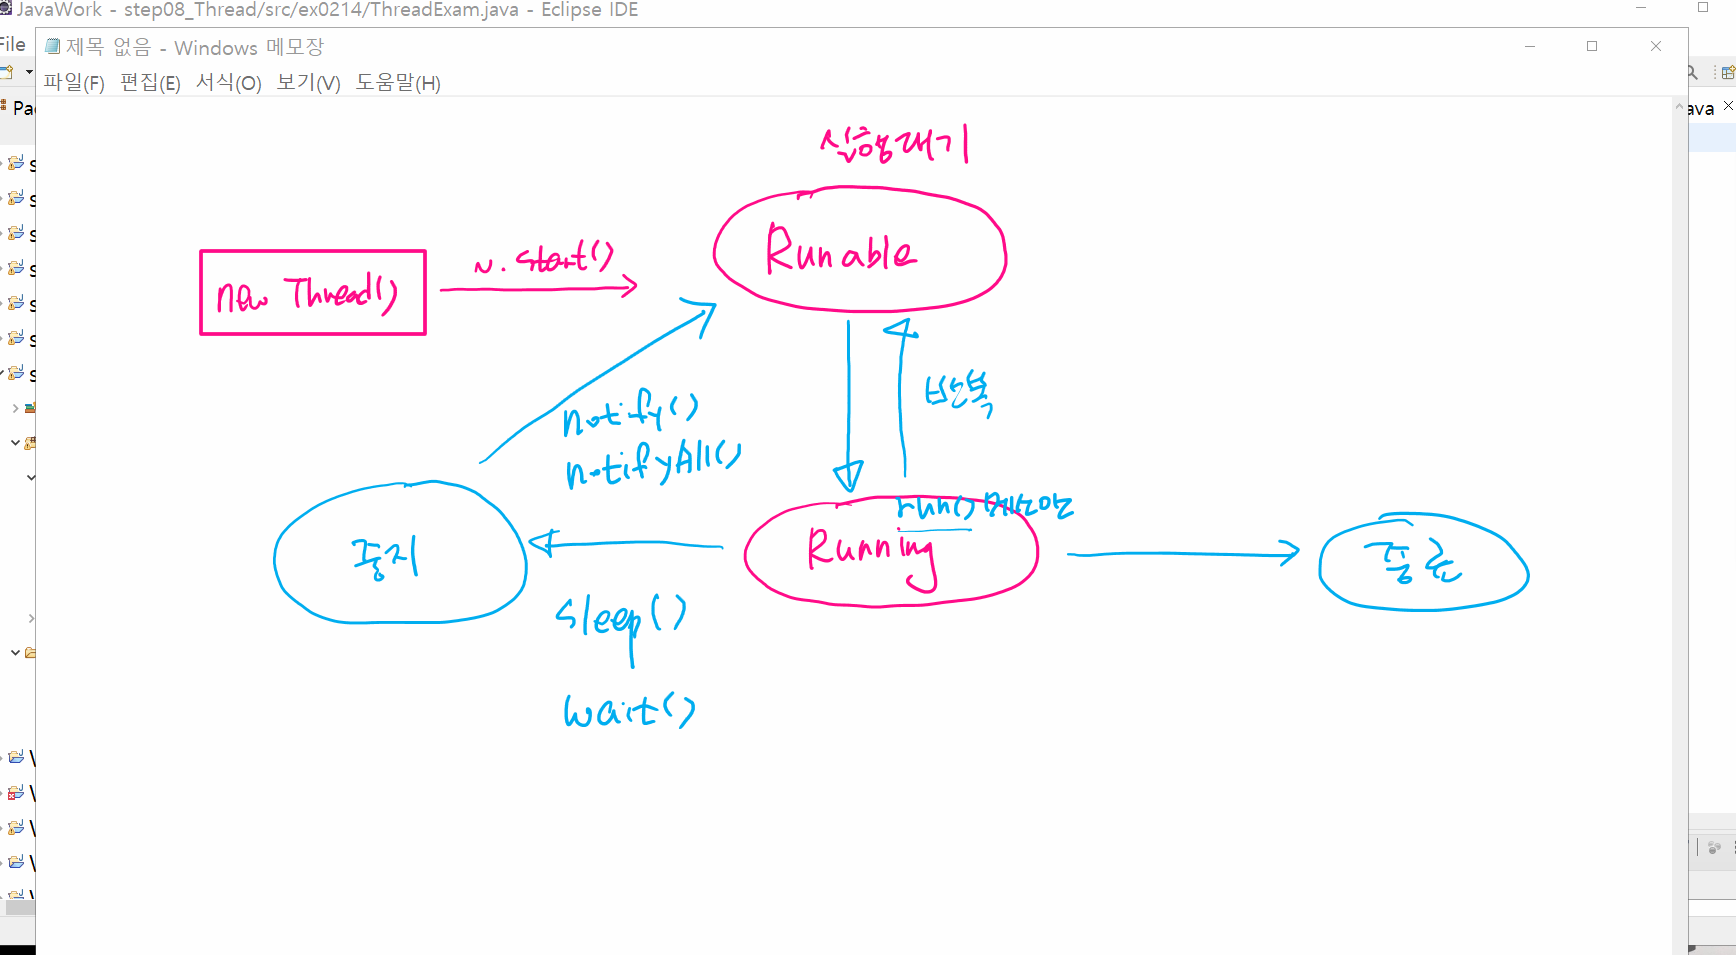 JavaWork - step08_Thread/src/ex0214/ThreadExam.java - Eclipse IDE
File
제목 없음 - Windows 메모장
파일(F) 편집(E) 서식(O) 보기(V) 도움말(H)
Pa
ava
실행대기
Runable
new Thread()
n. start()
반복
notify()
notifyAll()
run() 메소드
Running
중지
종료
sleep()
wait()